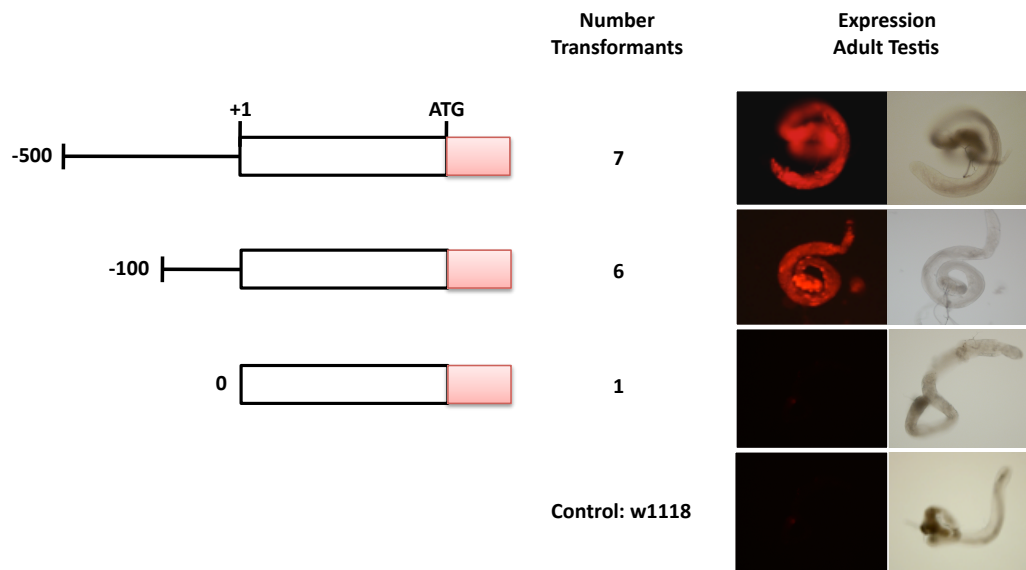 Number
Transformants
Expression
Adult Testis
+1
ATG
-500
7
-100
6
0
1
Control: w1118